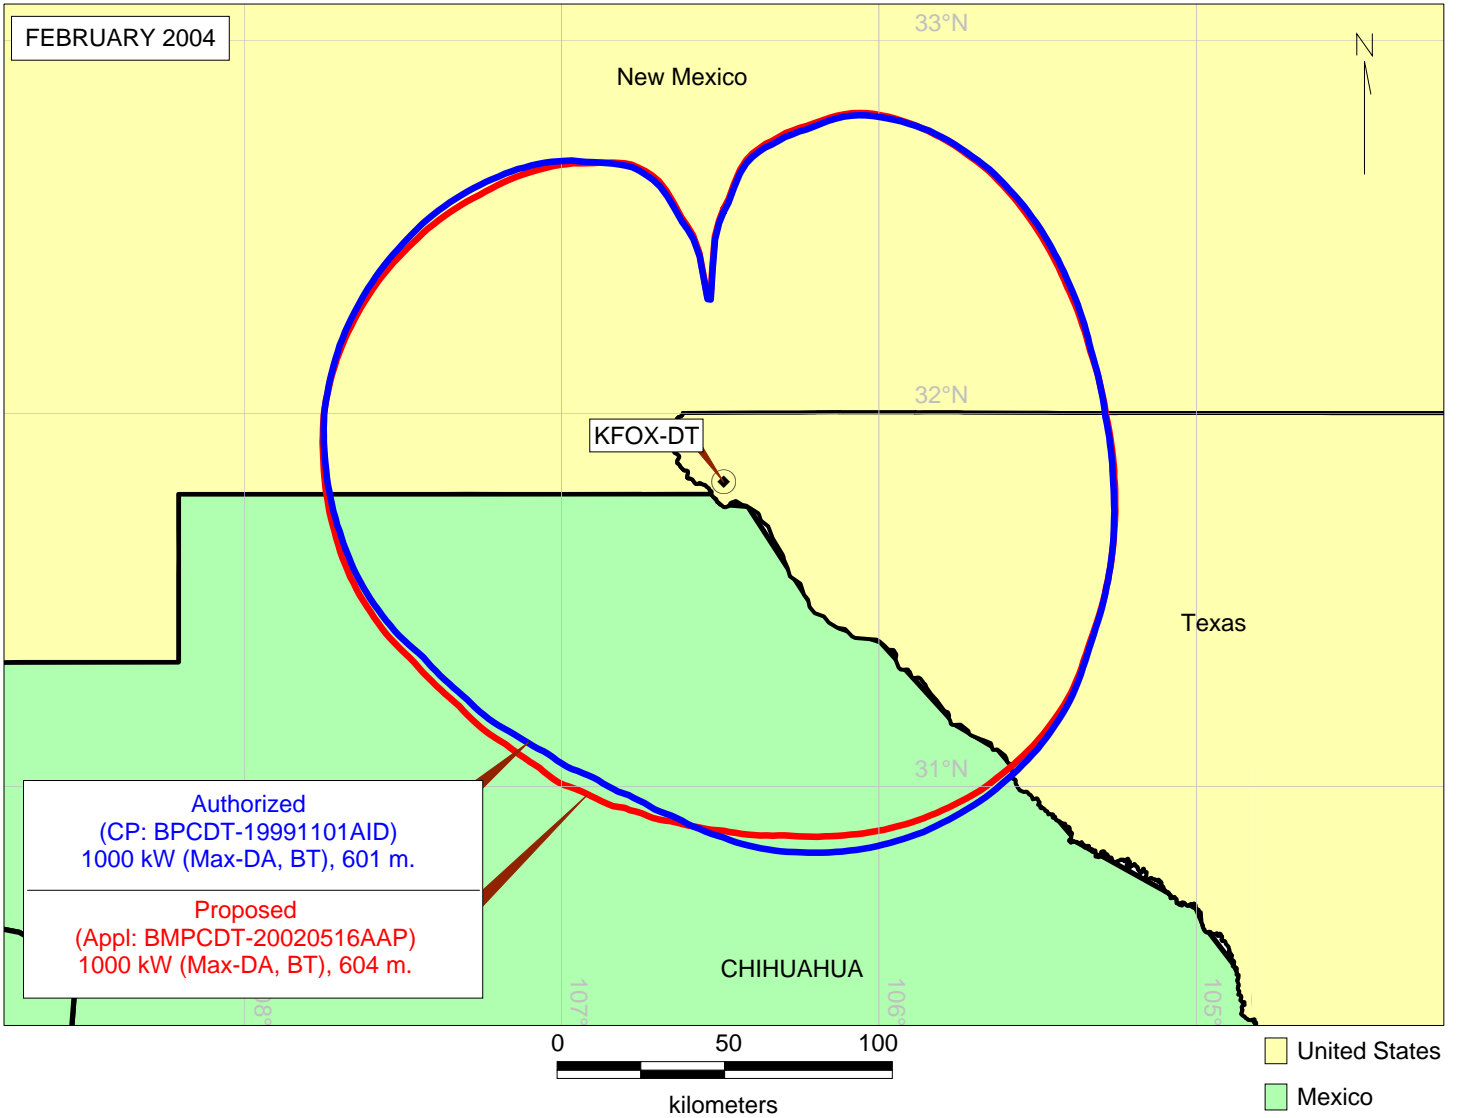 FEBRUARY 2004
33°N
New Mexico
N
32°N
KFOX-DT
Texas
31°N
Authorized
(CP: BPCDT-19991101AID)
1000 kW (Max-DA, BT), 601 m.
Proposed
(Appl: BMPCDT-20020516AAP)
1000 kW (Max-DA, BT), 604 m.
CHIHUAHUA
107°
106°
105°
0 50 100
kilometers
United States
Mexico